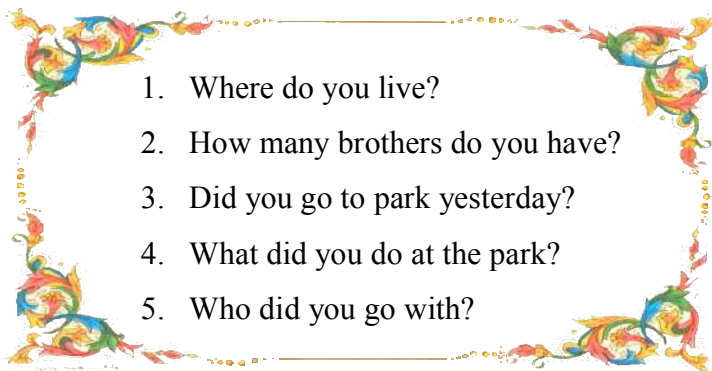 1. Where do you live?
2. How many brothers do you have?
3. Did you go to park yesterday?
4. What did you do at the park?
5. Who did you go with?